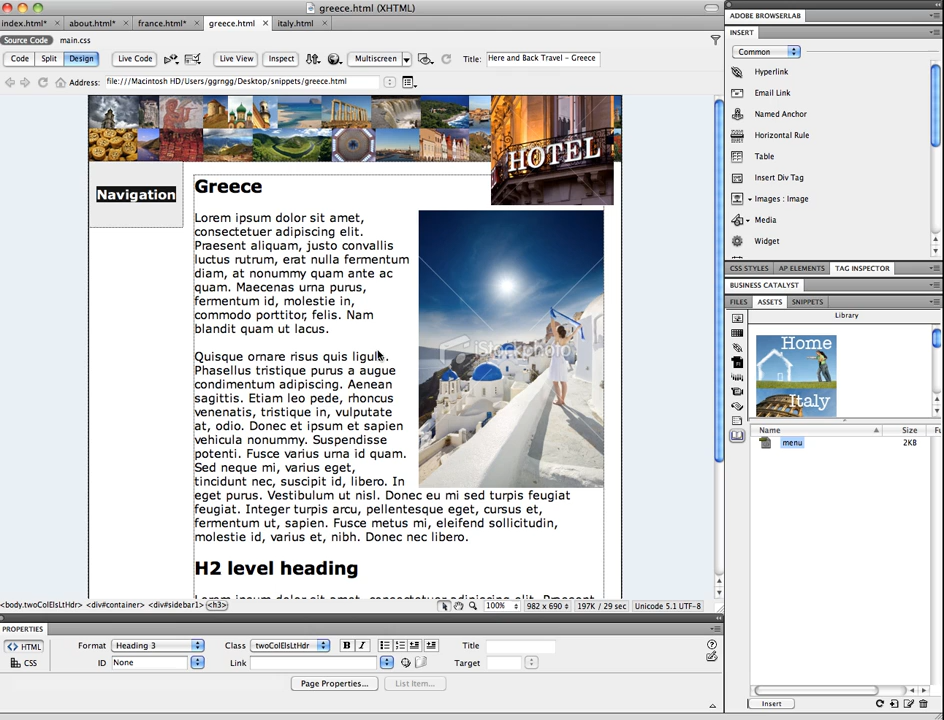 greece.html (XHTML)
index.html*
about.html*
france.html*
greece.html
italy.html
Source Code
main.css
Code
Split
Design
Live Code
Live View
Inspect
Multiscreen
Title:
Here and Back Travel - Greece
Address:
file:///Macintosh HD/Users/ggrngg/Desktop/snippets/greece.html
HOTEL
Navigation
Greece
Lorem ipsum dolor sit amet,
consectetuer adipiscing elit.
Praesent aliquam, justo convallis
luctus rutrum, erat nulla fermentum
diam, at nonummy quam ante ac
quam. Maecenas urna purus,
fermentum id, molestie in,
commodo porttitor, felis. Nam
blandit quam ut lacus.
Quisque ornare risus quis ligula.
Phasellus tristique purus a augue
condimentum adipiscing. Aenean
sagittis. Etiam leo pede, rhoncus
venenatis, tristique in, vulputate
at, odio. Donec et ipsum et sapien
vehicula nonummy. Suspendisse
potenti. Fusce varius urna id quam.
Sed neque mi, varius eget,
tincidunt nec, suscipit id, libero. In
eget purus. Vestibulum ut nisl. Donec eu mi sed turpis feugiat
feugiat. Integer turpis arcu, pellentesque eget, cursus et,
fermentum ut, sapien. Fusce metus mi, eleifend sollicitudin,
molestie id, varius et, nibh. Donec nec libero.
iStockphoto
H2 level heading
<body.twoColElsLtHdr> <div#container> <div#sidebar1> <h3>
100%
982 x 690
197K / 29 sec
Unicode 5.1 UTF-8
PROPERTIES
<> HTML
CSS
Format
Heading 3
Class
twoColElsLtHdr
B
I
Title
ID
None
Link
Target
Page Properties...
List Item...
ADOBE BROWSERLAB
INSERT
Common
Hyperlink
Email Link
Named Anchor
Horizontal Rule
Table
Insert Div Tag
Images : Image
Media
Widget
CSS STYLES
AP ELEMENTS
TAG INSPECTOR
BUSINESS CATALYST
FILES
ASSETS
SNIPPETS
Library
Home
Italy
Name
Size
Fu
menu
2KB
Insert